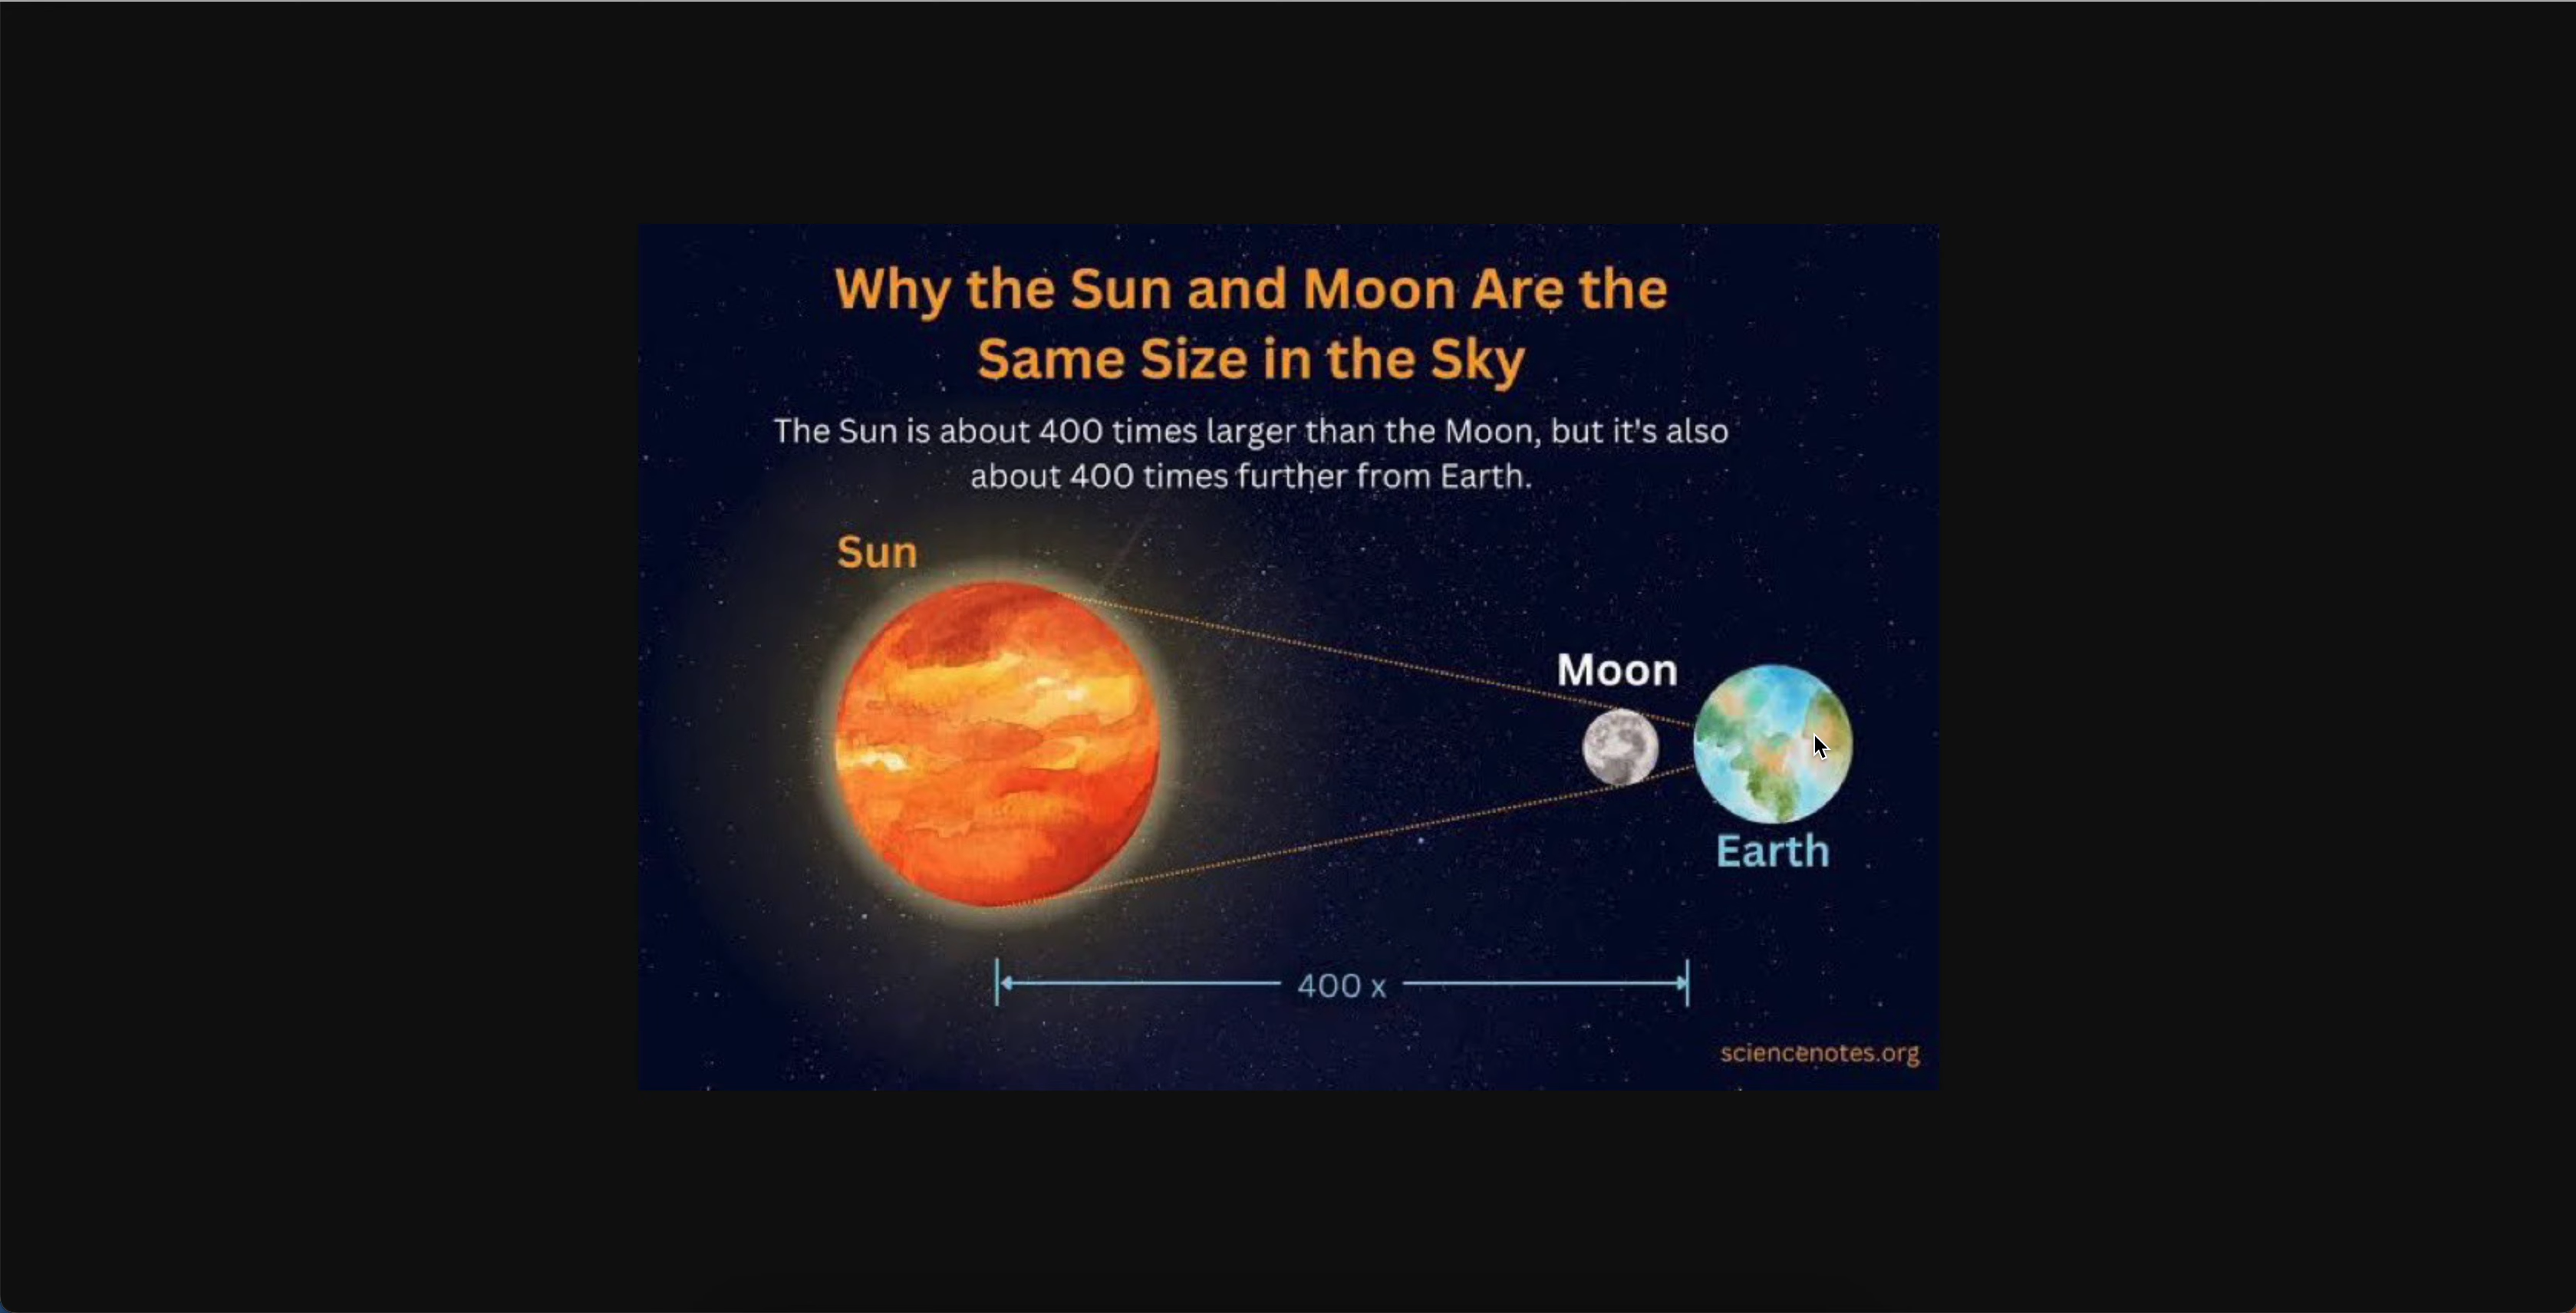 Why the Sun and Moon Are the
Same Size in the Sky
The Sun is about 400 times larger than the Moon, but it's also
about 400 times further from Earth.
Sun
Moon
Earth
400 x
sciencenotes.org